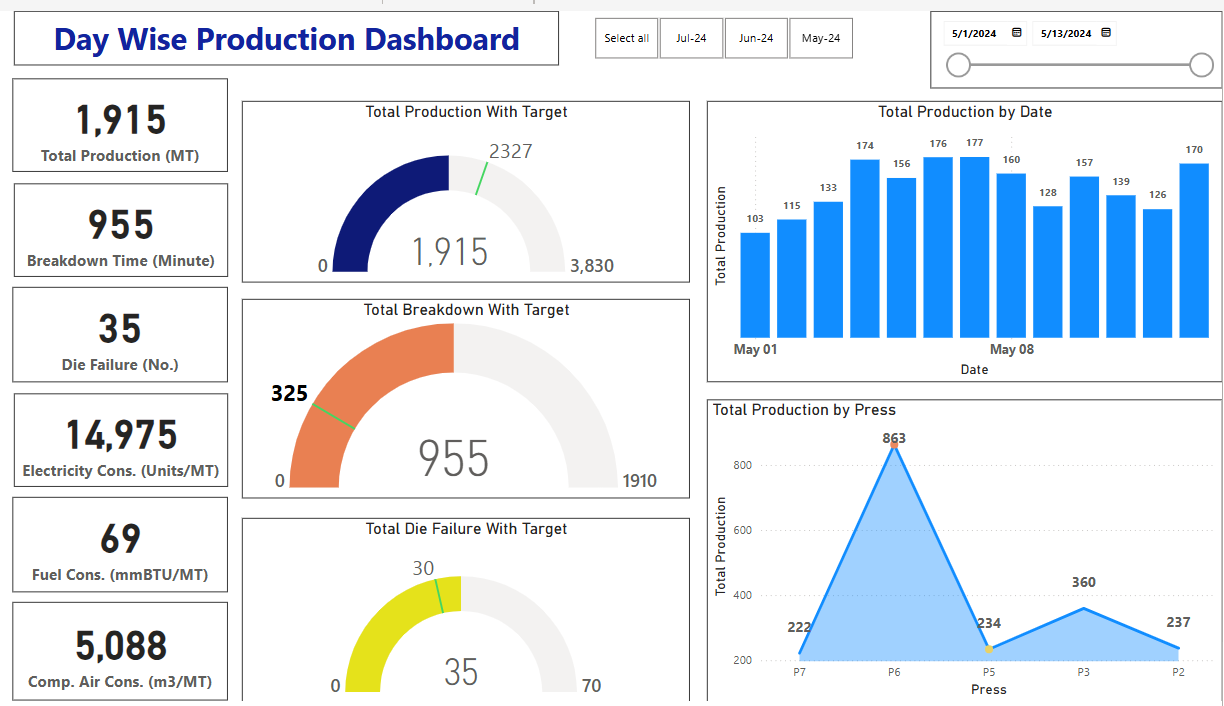 Day Wise Production Dashboard
Select all
Jul-24
Jun-24
May-24
5/1/2024
5/13/2024
1,915
Total Production (MT)
955
Breakdown Time (Minute)
35
Die Failure (No.)
14,975
Electricity Cons. (Units/MT)
69
Fuel Cons. (mmBTU/MT)
5,088
Comp. Air Cons. (m3/MT)
Total Production With Target
2327
1,915
0
3,830
Total Breakdown With Target
325
955
0
1910
Total Die Failure With Target
30
35
0
70
Total Production by Date
Total Production
103
115
133
174
156
176
177
160
128
157
139
126
170
May 01
May 08
Date
Total Production by Press
Total Production
800
600
400
200
222
863
234
360
237
P7
P6
P5
P3
P2
Press